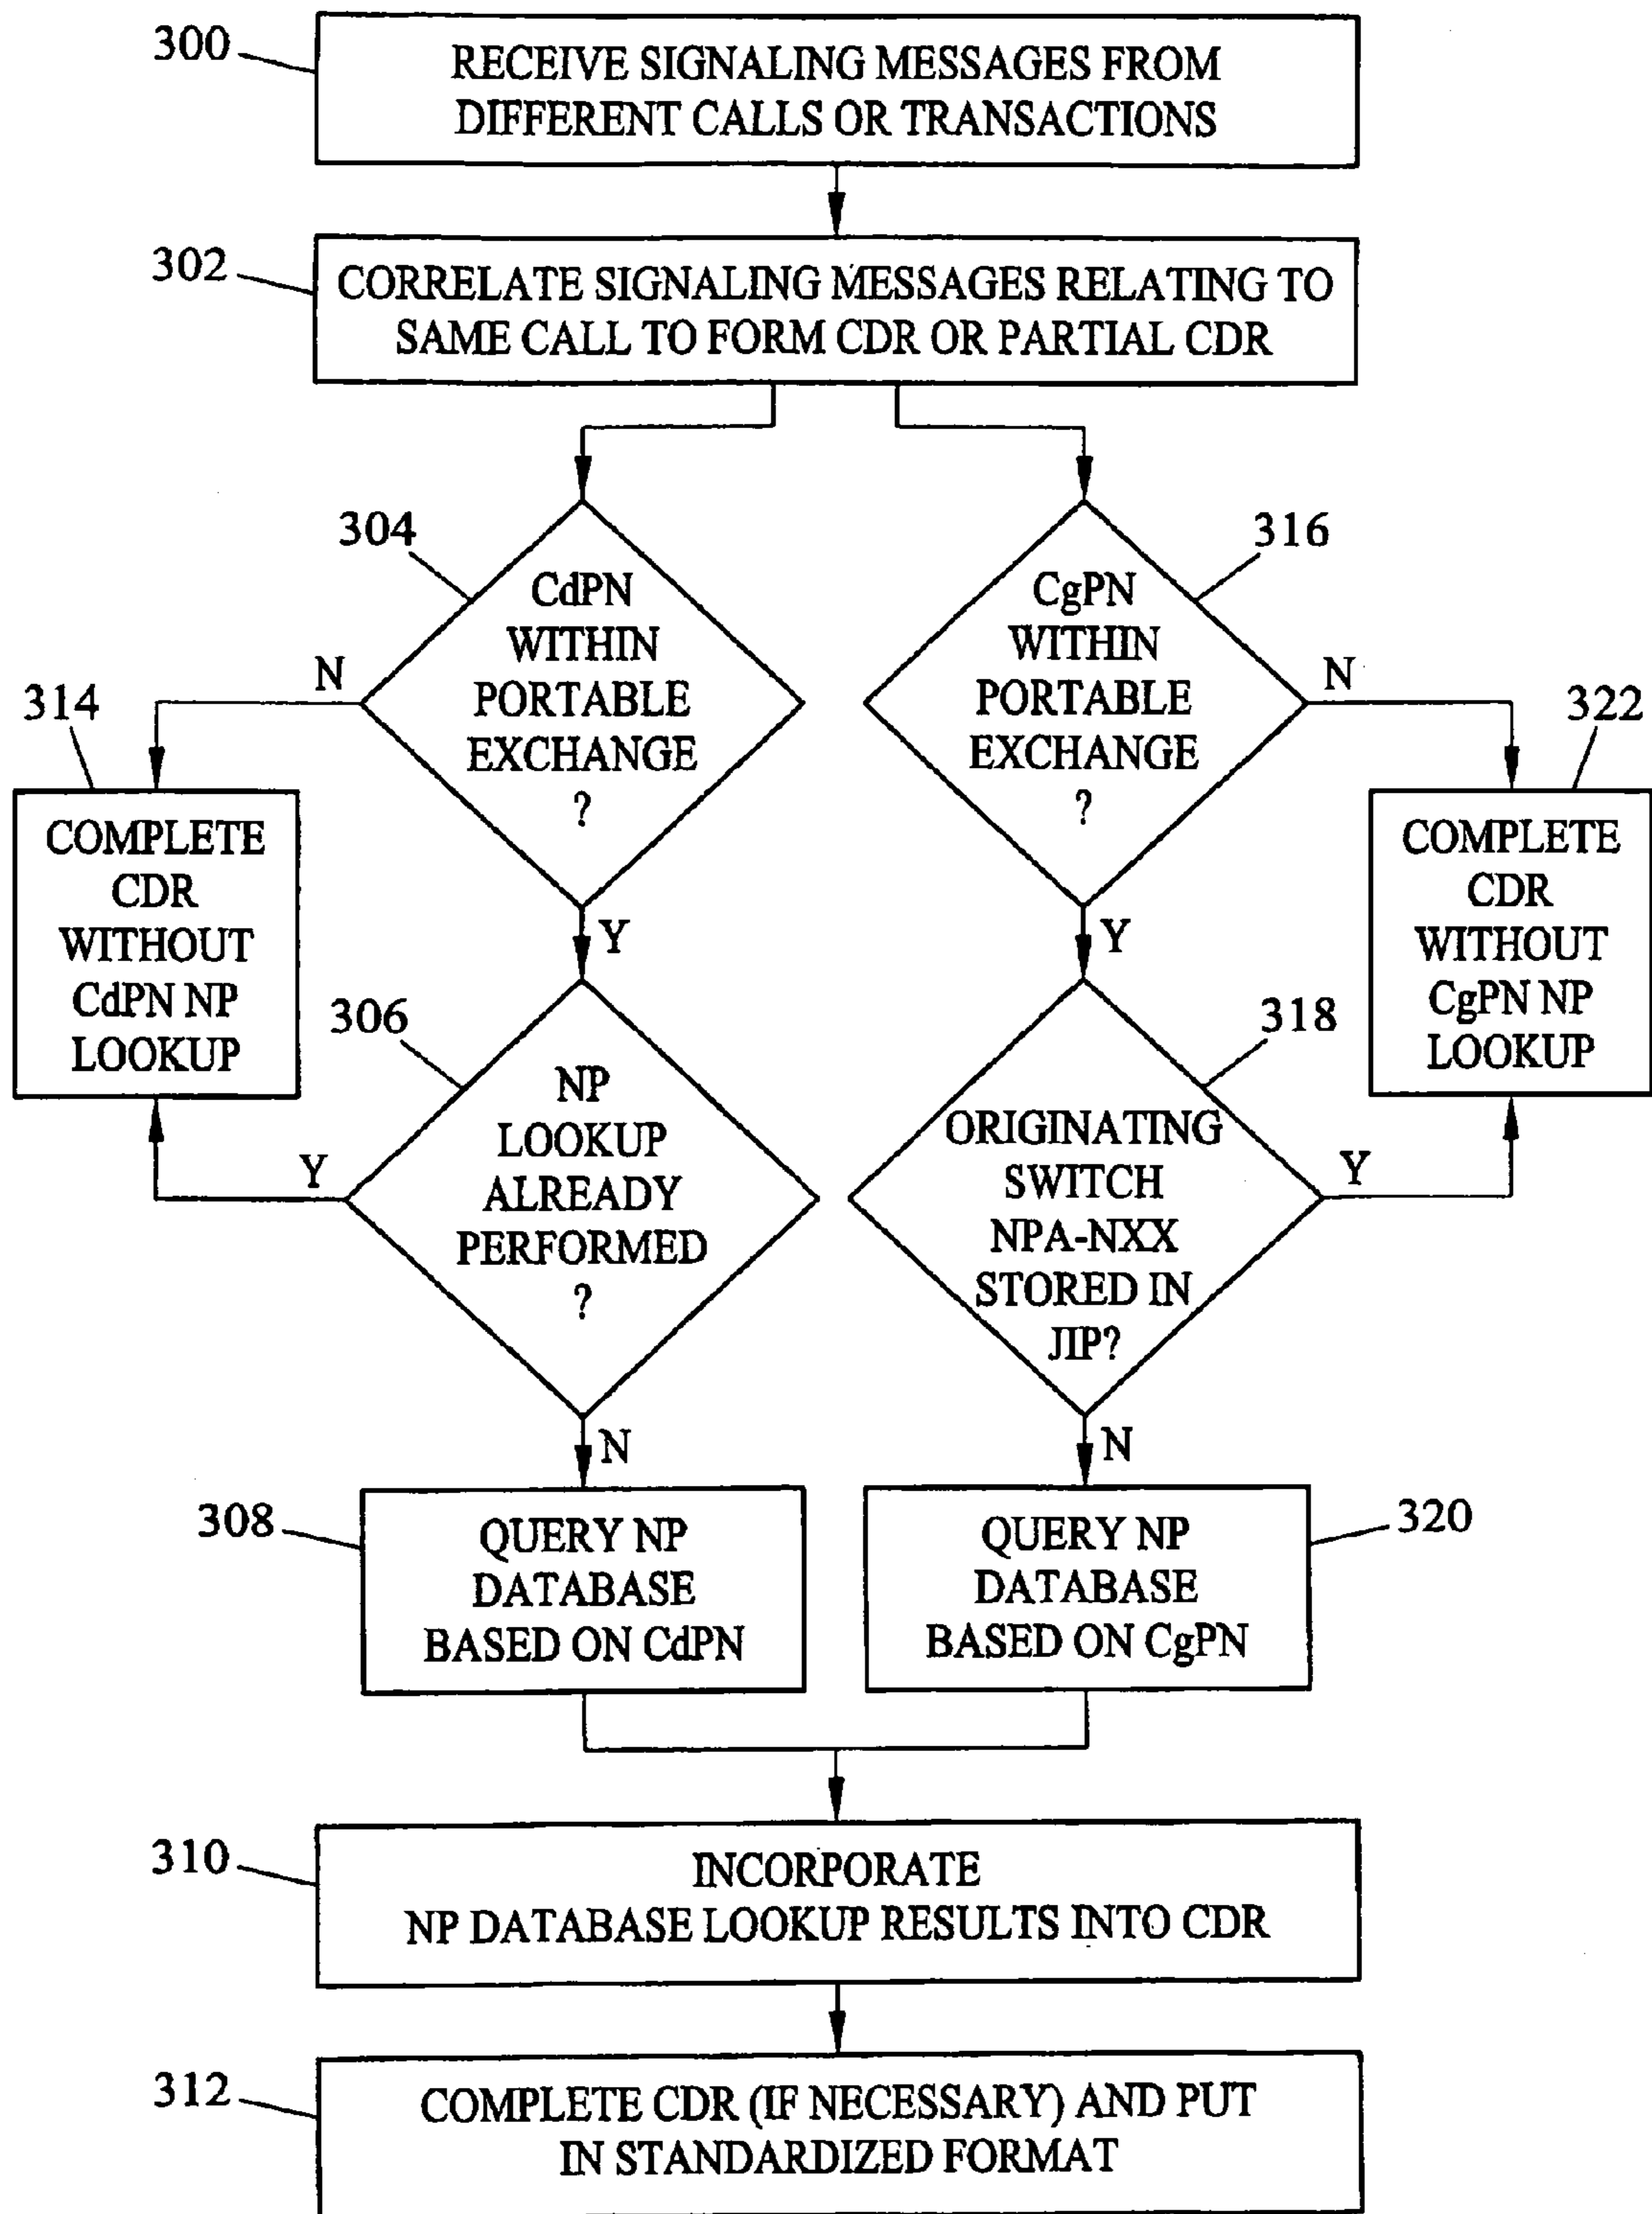 300
RECEIVE SIGNALING MESSAGES FROM
DIFFERENT CALLS OR TRANSACTIONS
302
CORRELATE SIGNALING MESSAGES RELATING TO
SAME CALL TO FORM CDR OR PARTIAL CDR
304
CdPN
WITHIN
PORTABLE
EXCHANGE
?
N
Y
316
CgPN
WITHIN
PORTABLE
EXCHANGE
?
N
Y
314
COMPLETE
CDR
WITHOUT
CdPN NP
LOOKUP
322
COMPLETE
CDR
WITHOUT
CgPN NP
LOOKUP
306
NP
LOOKUP
ALREADY
PERFORMED
?
Y
N
318
ORIGINATING
SWITCH
NPA-NXX
STORED IN
JIP?
Y
N
308
QUERY NP
DATABASE
BASED ON CdPN
320
QUERY NP
DATABASE
BASED ON CgPN
310
INCORPORATE
NP DATABASE LOOKUP RESULTS INTO CDR
312
COMPLETE CDR (IF NECESSARY) AND PUT
IN STANDARDIZED FORMAT